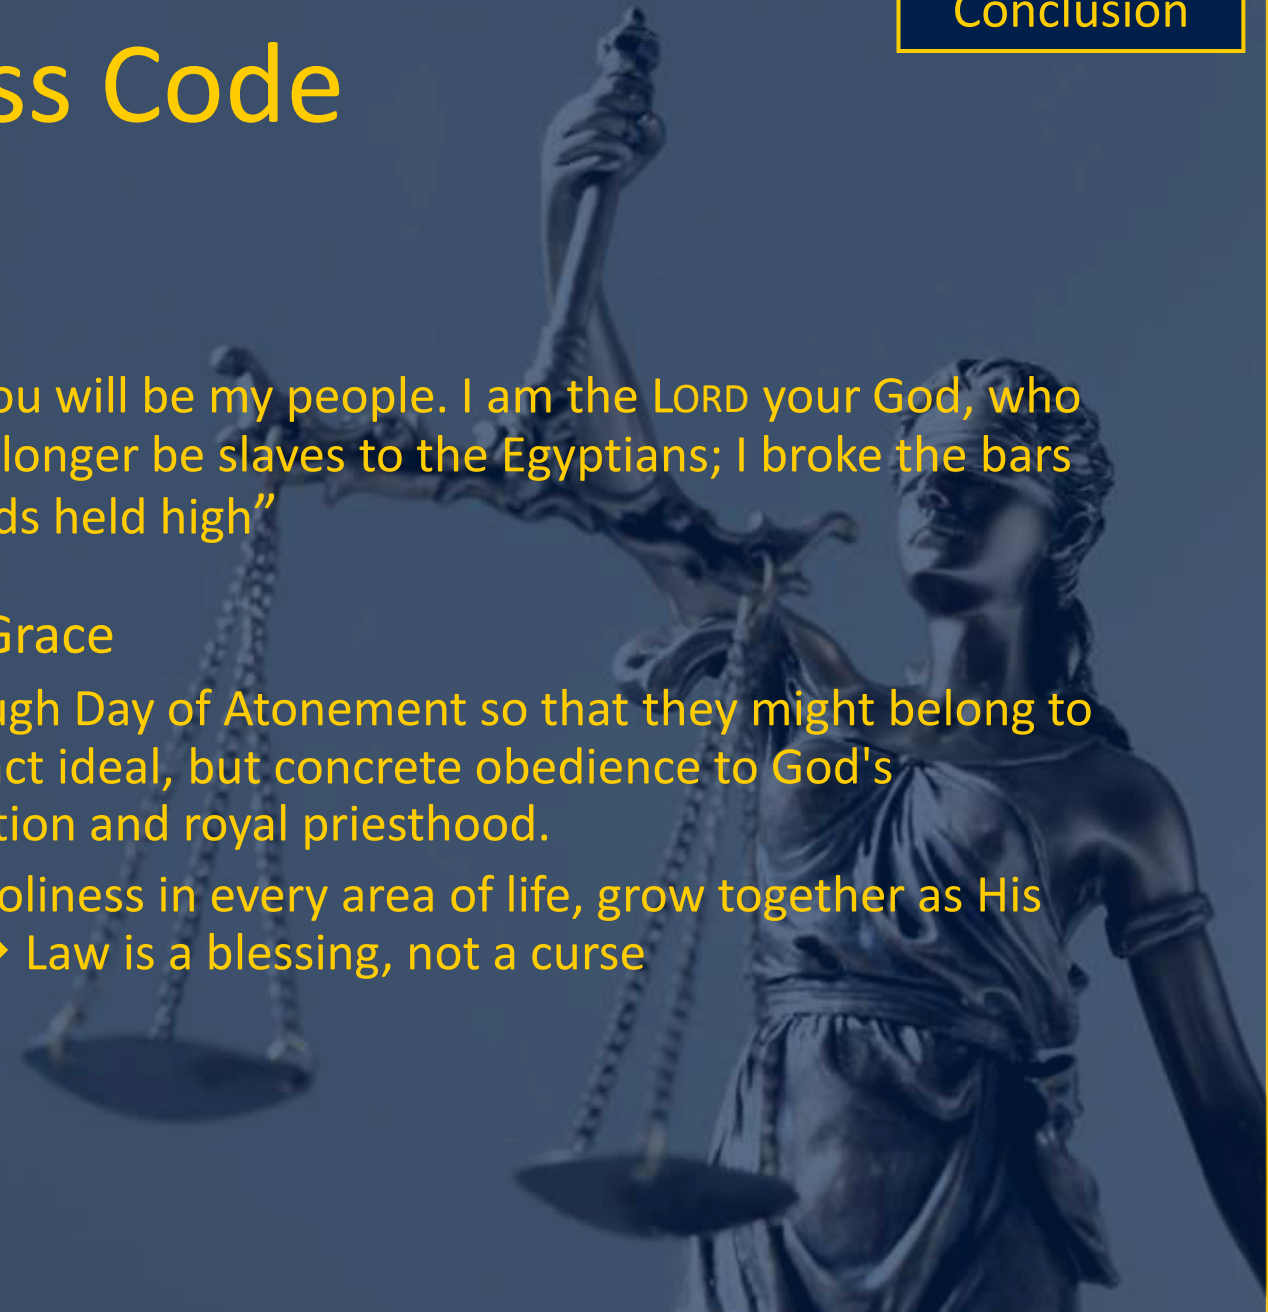 Conclusion
ss Code
ou will be my people. I am the LORD your God, who
longer be slaves to the Egyptians; I broke the bars
ds held high”
Grace
ugh Day of Atonement so that they might belong to
act ideal, but concrete obedience to God's
tion and royal priesthood.
oliness in every area of life, grow together as His
Law is a blessing, not a curse